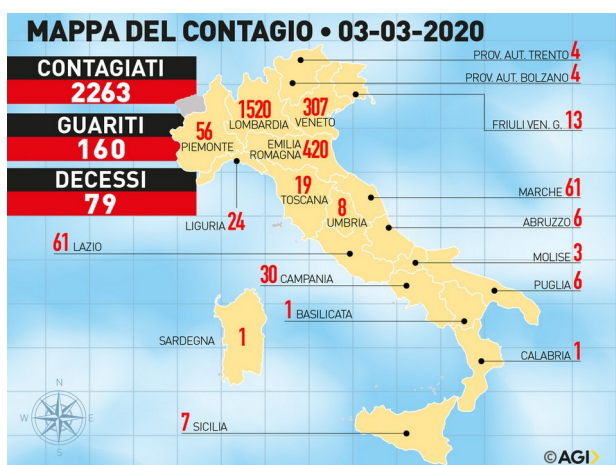 MAPPA DEL CONTAGIO • 03-03-2020
CONTAGIATI
2263
GUARITI
160
DECESSI
79
PROV. AUT. TRENTO 4
PROV. AUT. BOLZANO 4
FRIULI VEN. G. 13
1520
LOMBARDIA
307
VENETO
56
PIEMONTE
EMILIA
ROMAGNA 420
19
TOSCANA
8
UMBRIA
LIGURIA 24
MARCHE 61
ABRUZZO 6
61 LAZIO
MOLISE 3
30 CAMPANIA
PUGLIA 6
1 BASILICATA
SARDEGNA 1
CALABRIA 1
7 SICILIA
N
W E
S
©AGI